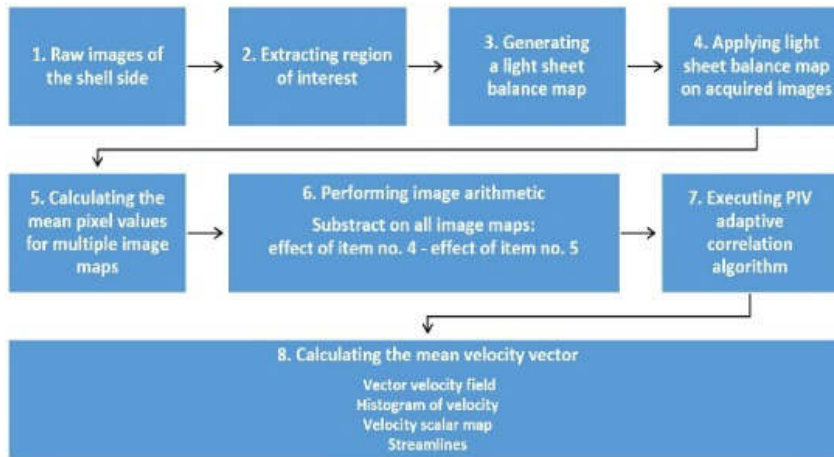 1. Raw images of
the shell side
2. Extracting region
of interest
3. Generating
a light sheet
balance map
4. Applying light
sheet balance map
on acquired images
5. Calculating the
mean pixel values
for multiple image
maps
6. Performing image arithmetic
Substract on all image maps:
effect of item no. 4 - effect of item no. 5
7. Executing PIV
adaptive
correlation
algorithm
8. Calculating the mean velocity vector
Vector velocity field
Histogram of velocity
Velocity scalar map
Streamlines